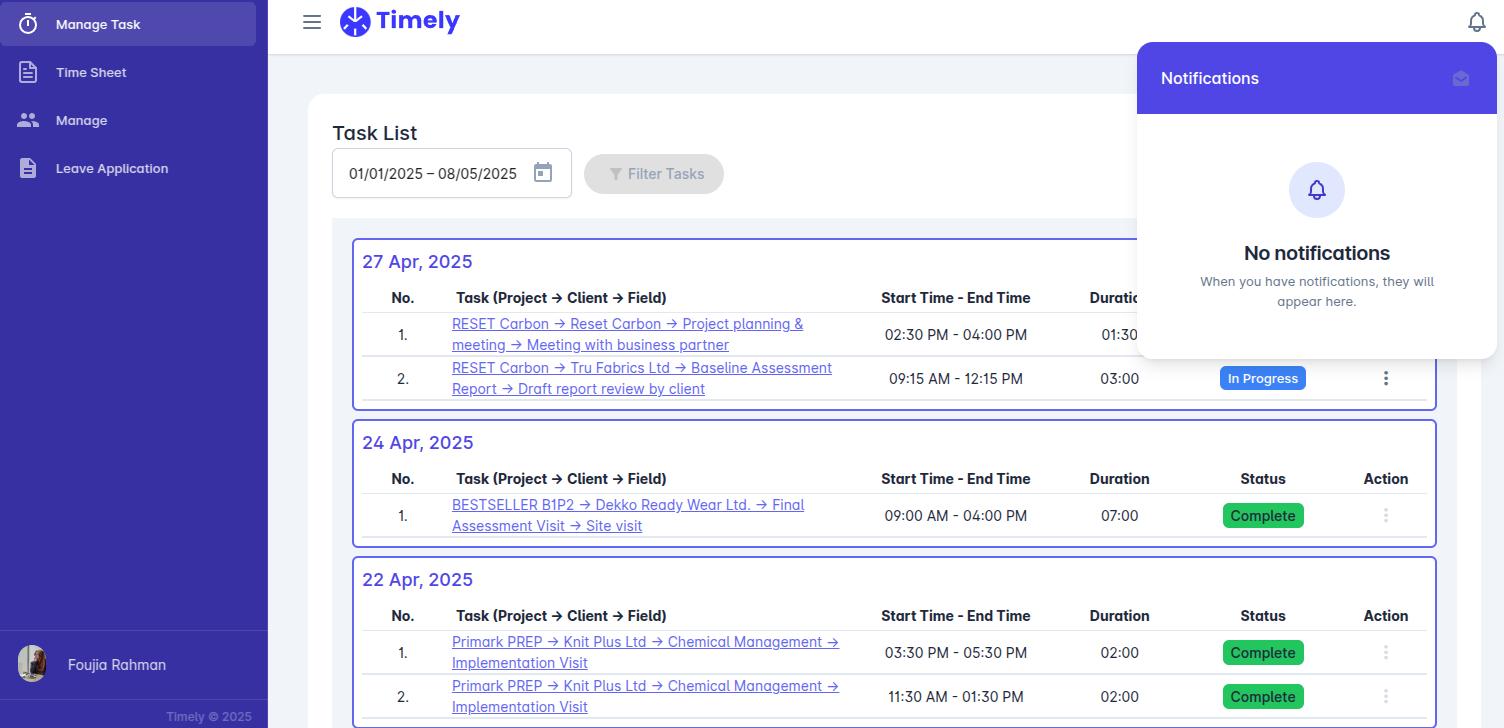 Manage Task
Time Sheet
Manage
Leave Application
Foujia Rahman
Timely © 2025
Timely
Notifications
No notifications
When you have notifications, they will
appear here.
Task List
01/01/2025 – 08/05/2025
Filter Tasks
27 Apr, 2025
No. Task (Project → Client → Field) Start Time - End Time
1. RESET Carbon → Reset Carbon → Project planning &
meeting → Meeting with business partner 02:30 PM - 04:00 PM 01:30
2. RESET Carbon → Tru Fabrics Ltd → Baseline Assessment
Report → Draft report review by client 09:15 AM - 12:15 PM 03:00 In Progress
24 Apr, 2025
No. Task (Project → Client → Field) Start Time - End Time Duration Status Action
1. BESTSELLER B1P2 → Dekko Ready Wear Ltd. → Final
Assessment Visit → Site visit 09:00 AM - 04:00 PM 07:00 Complete
22 Apr, 2025
No. Task (Project → Client → Field) Start Time - End Time Duration Status Action
1. Primark PREP → Knit Plus Ltd → Chemical Management →
Implementation Visit 03:30 PM - 05:30 PM 02:00 Complete
2. Primark PREP → Knit Plus Ltd → Chemical Management →
Implementation Visit 11:30 AM - 01:30 PM 02:00 Complete